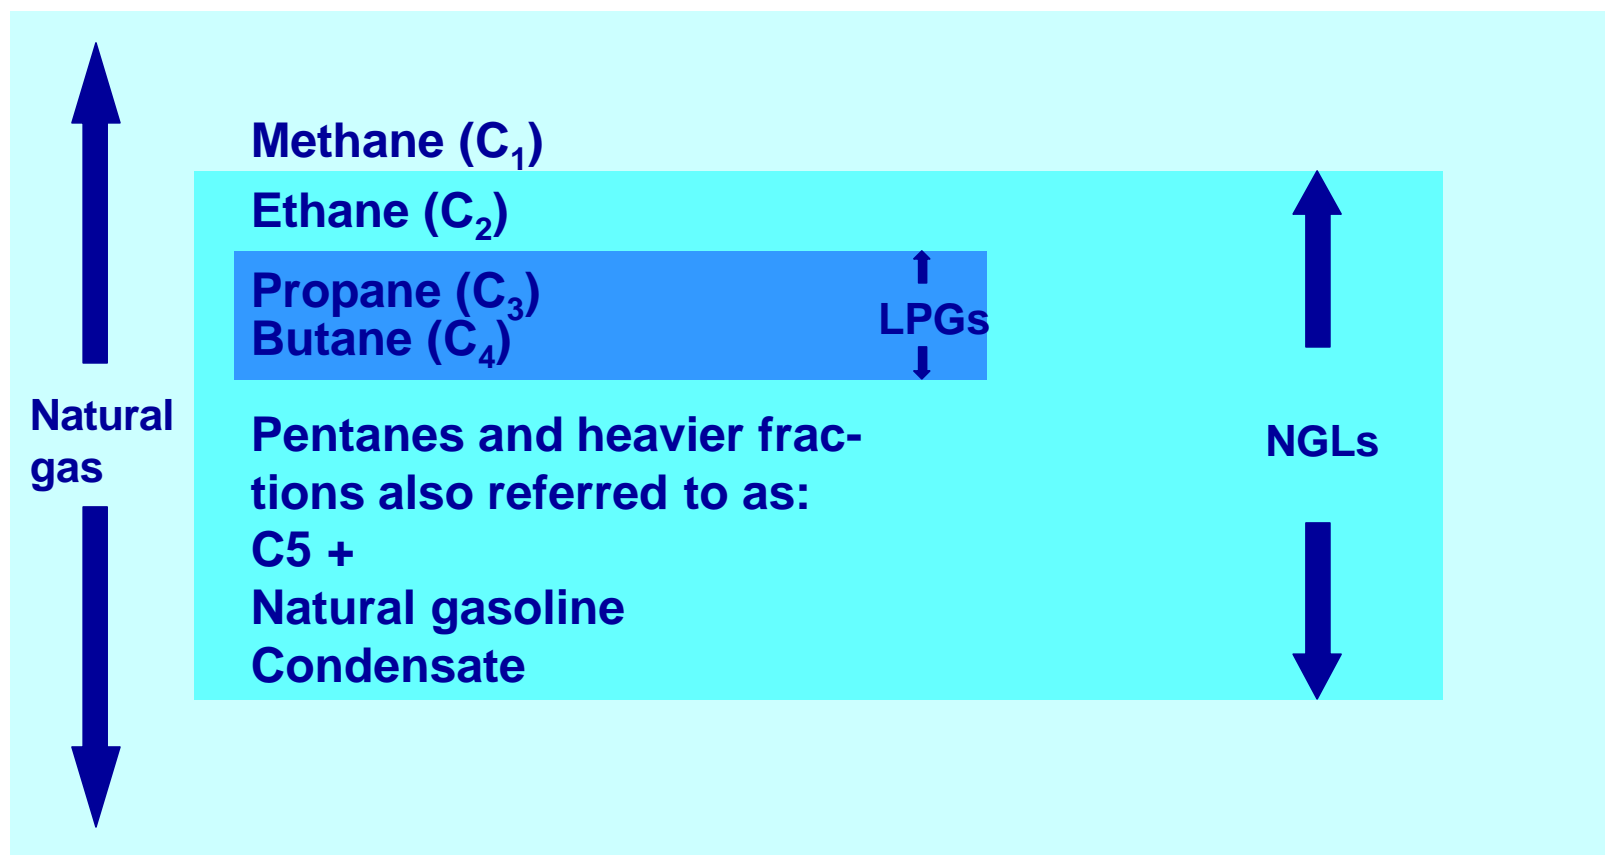 Methane (C₁)
Ethane (C₂)
Propane (C₃)
Butane (C₄)
LPGs
Natural
gas
Pentanes and heavier frac-
tions also referred to as:
C5 +
Natural gasoline
Condensate
NGLs